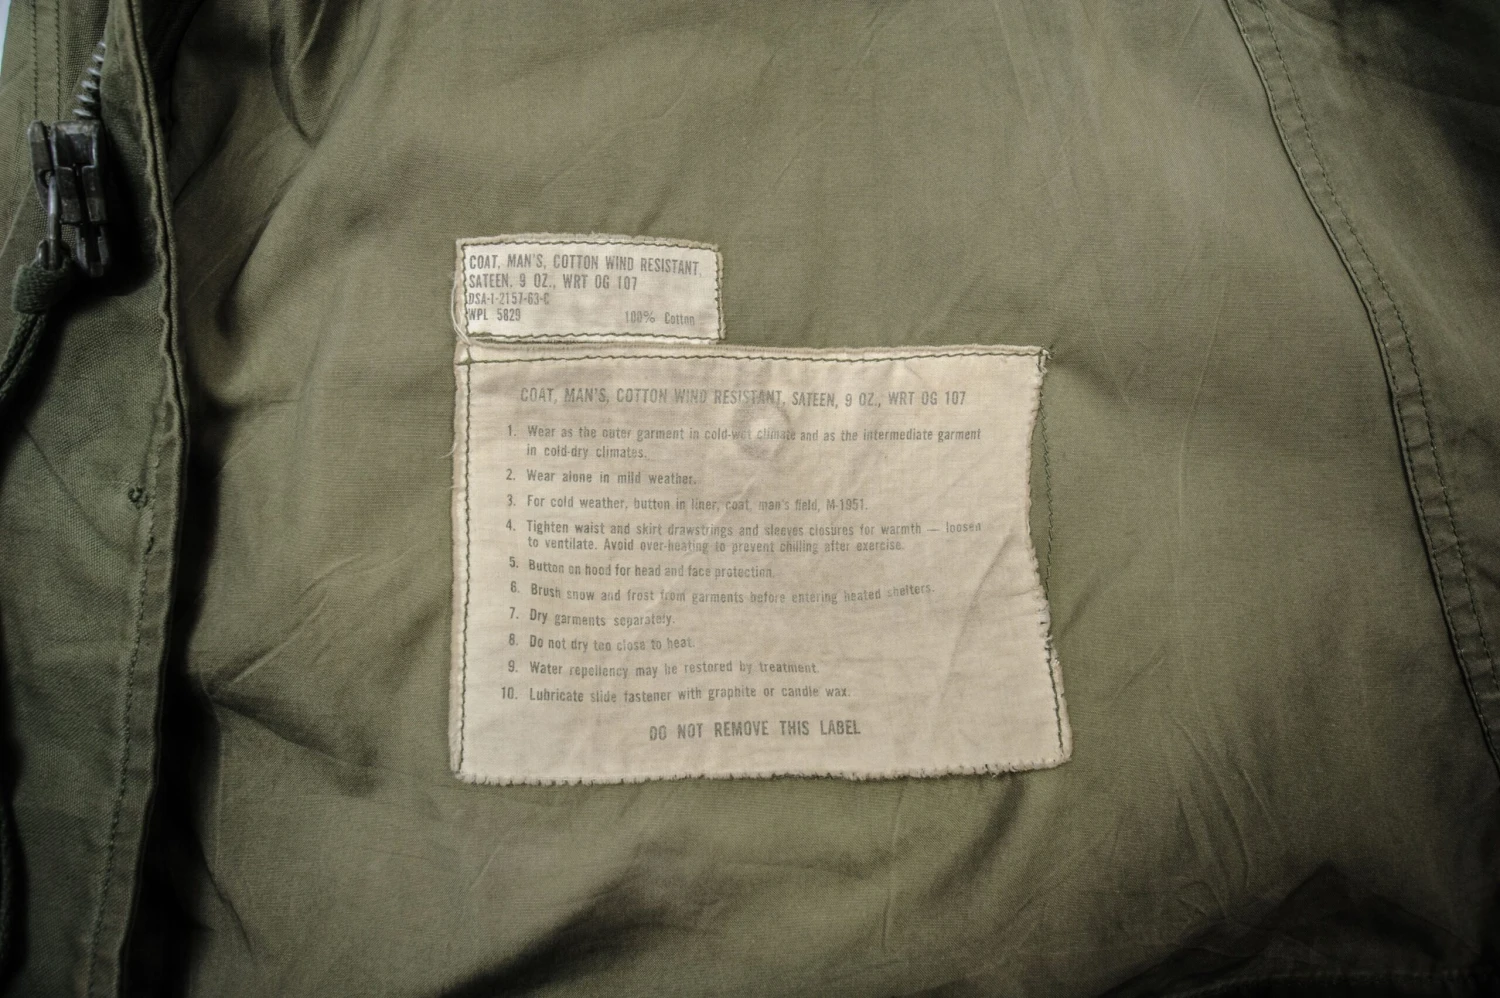 COAT, MAN'S, COTTON WIND RESISTANT,
SATEEN, 9 OZ., WRT OG 107
DSA-1-2157-63-C
WPL 5829 100% Cotton
COAT, MAN'S, COTTON WIND RESISTANT, SATEEN, 9 OZ., WRT OG 107
1. Wear as the outer garment in cold-wet climate and as the intermediate garment
in cold-dry climates.
2. Wear alone in mild weather.
3. For cold weather, button in liner, coat, man's field, M-1951.
4. Tighten waist and skirt drawstrings and sleeves closures for warmth — loosen
to ventilate. Avoid over-heating to prevent chilling after exercise.
5. Button on hood for head and face protection.
6. Brush snow and frost from garments before entering heated shelters.
7. Dry garments separately.
8. Do not dry too close to heat.
9. Water repellency may be restored by treatment.
10. Lubricate slide fastener with graphite or candle wax.
DO NOT REMOVE THIS LABEL